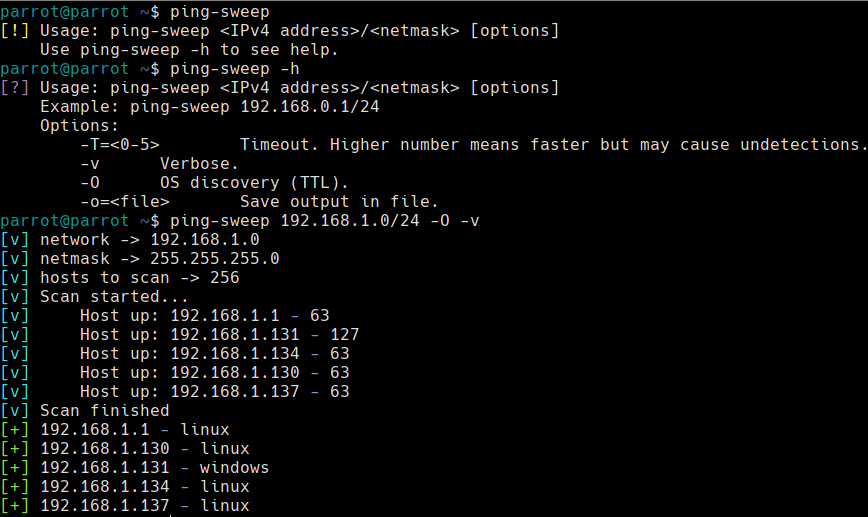 parrot@parrot ~$ ping-sweep
[!] Usage: ping-sweep <IPv4 address>/<netmask> [options]
    Use ping-sweep -h to see help.
parrot@parrot ~$ ping-sweep -h
[?] Usage: ping-sweep <IPv4 address>/<netmask> [options]
    Example: ping-sweep 192.168.0.1/24
    Options:
        -T=<0-5>        Timeout. Higher number means faster but may cause undetections.
        -v      Verbose.
        -O      OS discovery (TTL).
        -o=<file>       Save output in file.
parrot@parrot ~$ ping-sweep 192.168.1.0/24 -O -v
[v] network -> 192.168.1.0
[v] netmask -> 255.255.255.0
[v] hosts to scan -> 256
[v] Scan started...
[v]     Host up: 192.168.1.1 - 63
[v]     Host up: 192.168.1.131 - 127
[v]     Host up: 192.168.1.134 - 63
[v]     Host up: 192.168.1.130 - 63
[v]     Host up: 192.168.1.137 - 63
[v] Scan finished
[+] 192.168.1.1 - linux
[+] 192.168.1.130 - linux
[+] 192.168.1.131 - windows
[+] 192.168.1.134 - linux
[+] 192.168.1.137 - linux